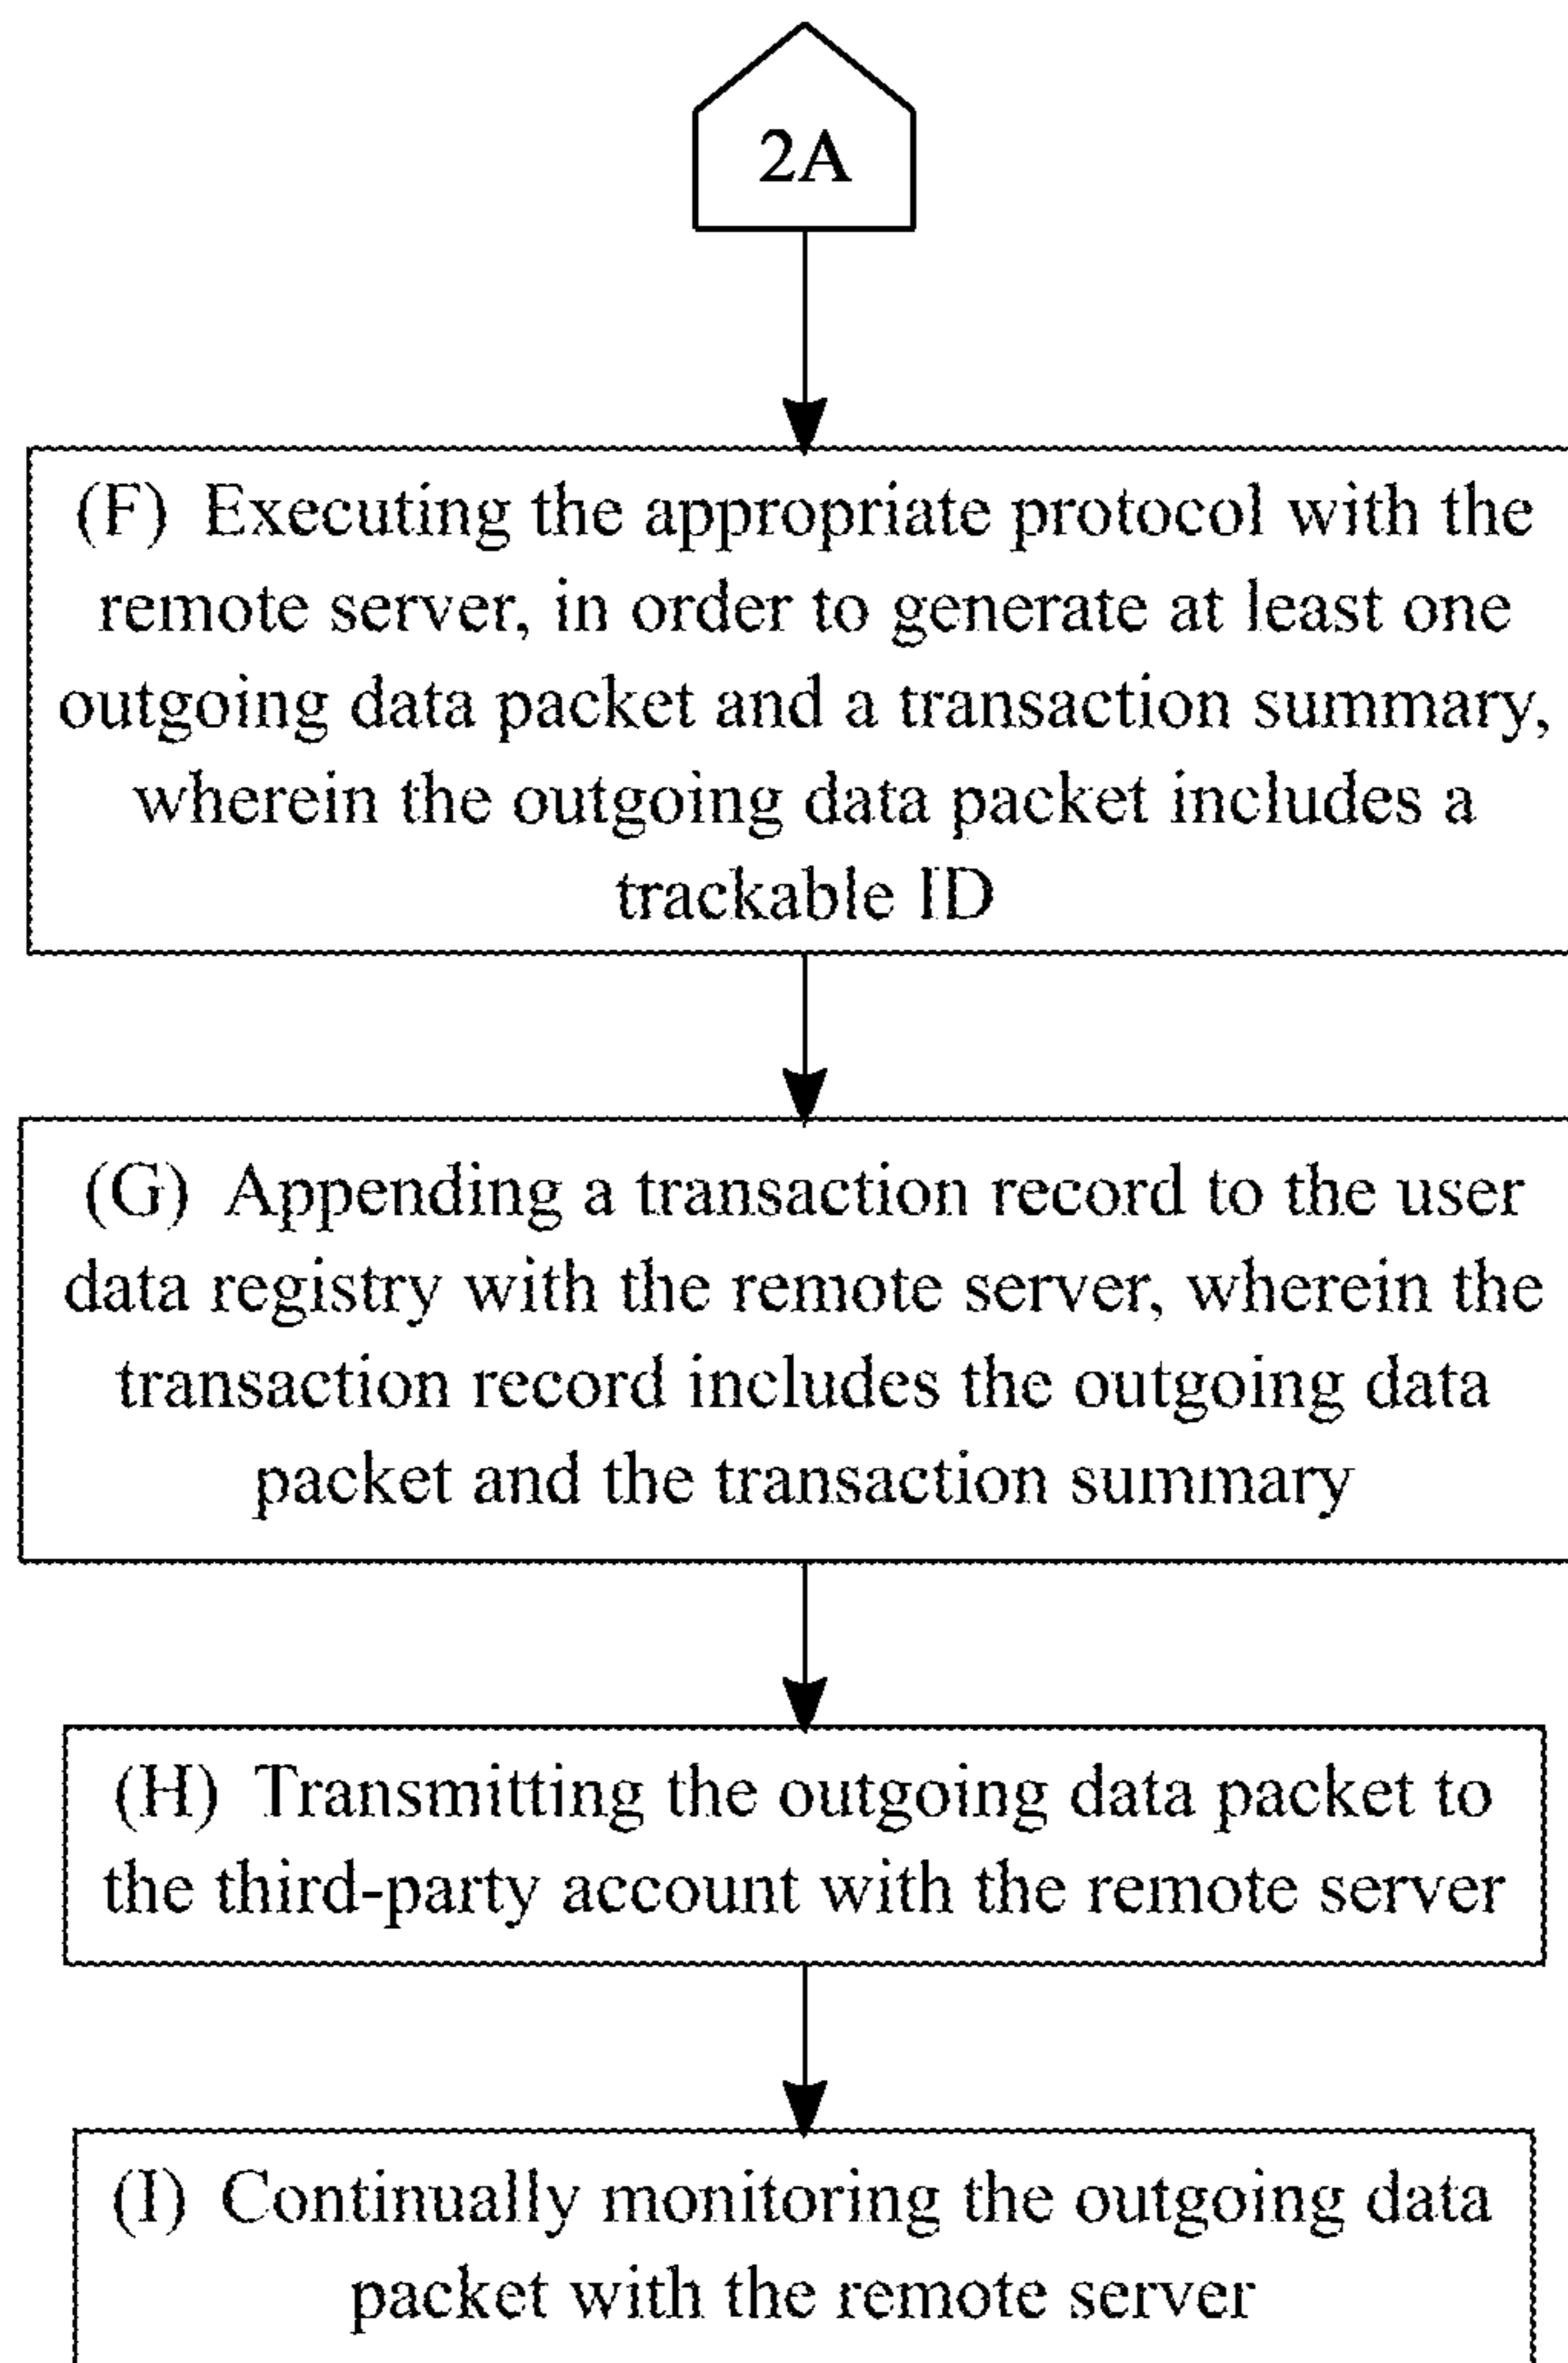 2A
(F) Executing the appropriate protocol with the
remote server, in order to generate at least one
outgoing data packet and a transaction summary,
wherein the outgoing data packet includes a
trackable ID
(G) Appending a transaction record to the user
data registry with the remote server, wherein the
transaction record includes the outgoing data
packet and the transaction summary
(H) Transmitting the outgoing data packet to
the third-party account with the remote server
(I) Continually monitoring the outgoing data
packet with the remote server